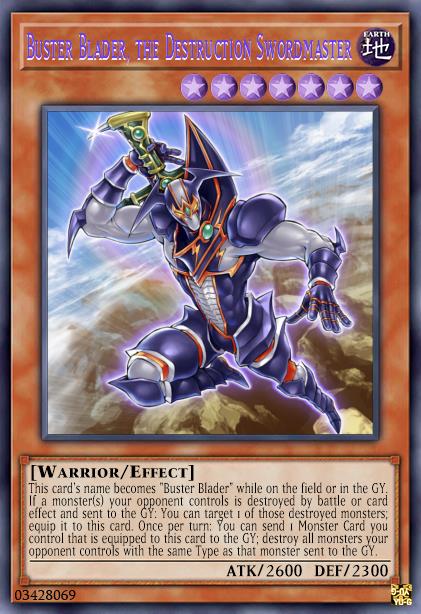 Buster Blader, the Destruction Swordmaster
EARTH
地
[Warrior/Effect]
This card's name becomes "Buster Blader" while on the field or in the GY.
If a monster(s) your opponent controls is destroyed by battle or card
effect and sent to the GY: You can target 1 of those destroyed monsters;
equip it to this card. Once per turn: You can send 1 Monster Card you
control that is equipped to this card to the GY; destroy all monsters your
opponent controls with the same Type as that monster sent to the GY.
ATK/2600 DEF/2300
03428069